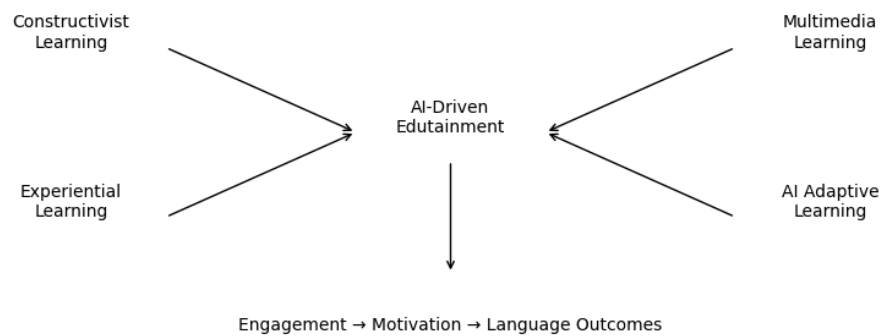 Constructivist
Learning
Multimedia
Learning
AI-Driven
Edutainment
Experiential
Learning
AI Adaptive
Learning
Engagement → Motivation → Language Outcomes